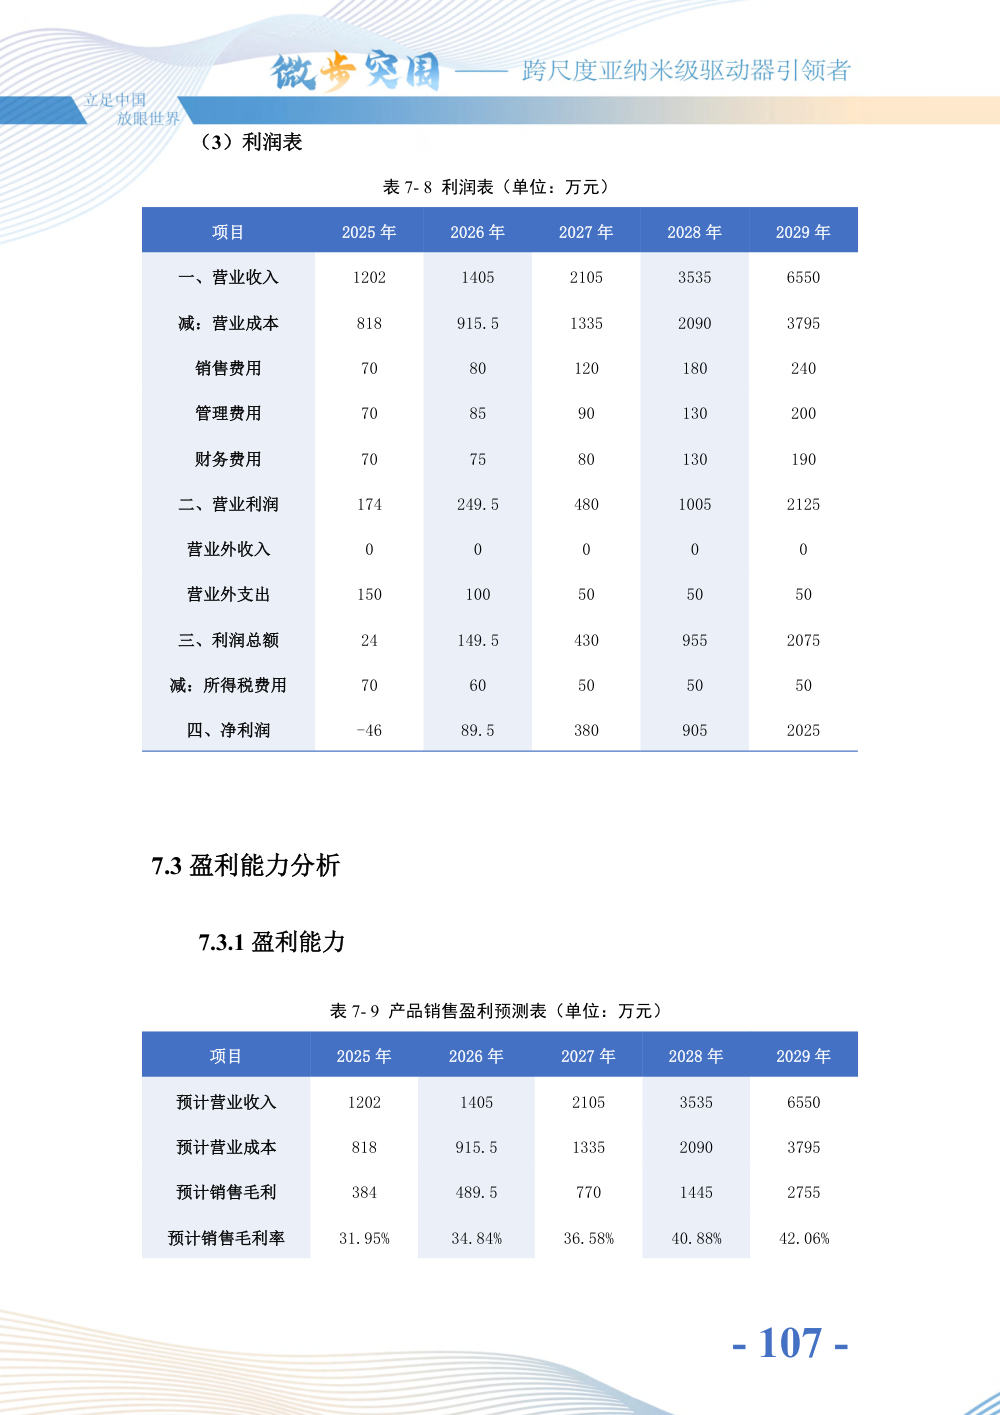 微步突围 —— 跨尺度亚纳米级驱动器引领者
立足中国
放眼世界
（3）利润表
表 7- 8 利润表（单位：万元）
项目 2025 年 2026 年 2027 年 2028 年 2029 年
一、营业收入 1202 1405 2105 3535 6550
减：营业成本 818 915.5 1335 2090 3795
销售费用 70 80 120 180 240
管理费用 70 85 90 130 200
财务费用 70 75 80 130 190
二、营业利润 174 249.5 480 1005 2125
营业外收入 0 0 0 0 0
营业外支出 150 100 50 50 50
三、利润总额 24 149.5 430 955 2075
减：所得税费用 70 60 50 50 50
四、净利润 -46 89.5 380 905 2025
7.3 盈利能力分析
7.3.1 盈利能力
表 7- 9 产品销售盈利预测表（单位：万元）
项目 2025 年 2026 年 2027 年 2028 年 2029 年
预计营业收入 1202 1405 2105 3535 6550
预计营业成本 818 915.5 1335 2090 3795
预计销售毛利 384 489.5 770 1445 2755
预计销售毛利率 31.95% 34.84% 36.58% 40.88% 42.06%
- 107 -